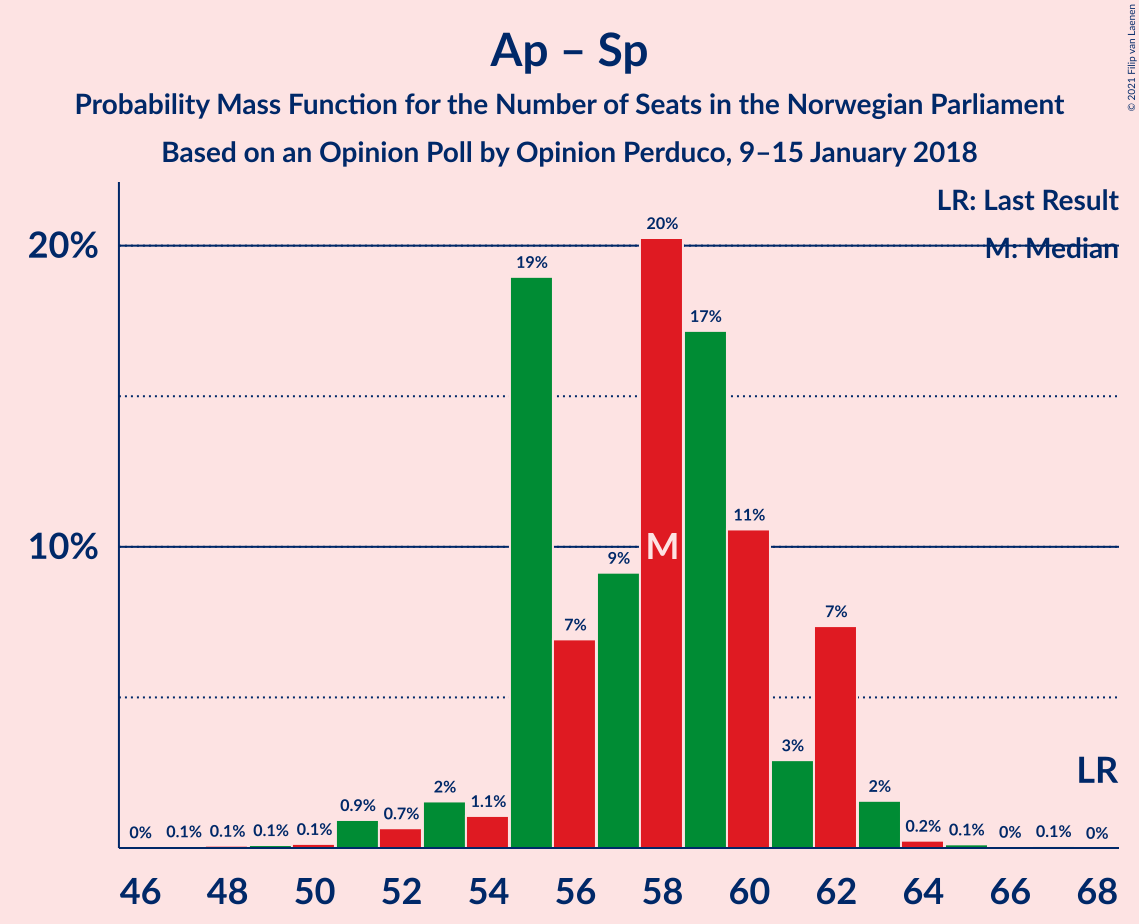 Ap – Sp
Probability Mass Function for the Number of Seats in the Norwegian Parliament
Based on an Opinion Poll by Opinion Perduco, 9–15 January 2018
© 2021 Filip van Laenen
LR: Last Result
M: Median
20%
10%
0% 0.1% 0.1% 0.1% 0.1% 0.9% 0.7% 2% 1.1% 19% 7% 9% 20% 17% 11% 3% 7% 2% 0.2% 0.1% 0% 0.1% 0%
M
LR
46 48 50 52 54 56 58 60 62 64 66 68